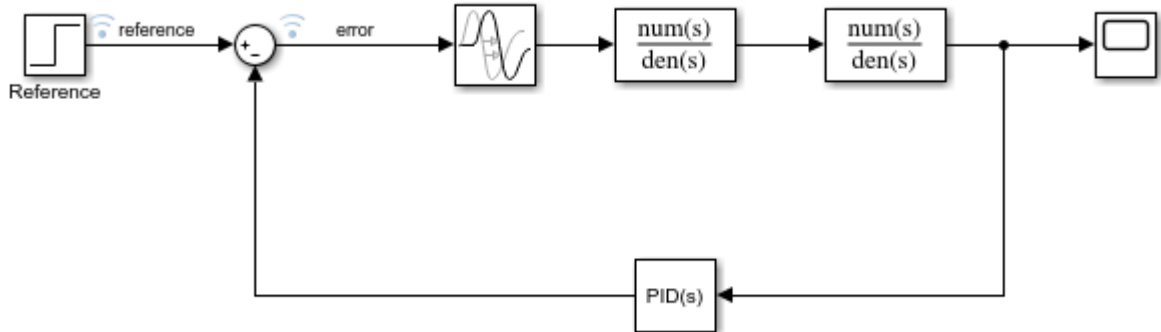 reference
error
num(s)
den(s)
num(s)
den(s)
Reference
PID(s)